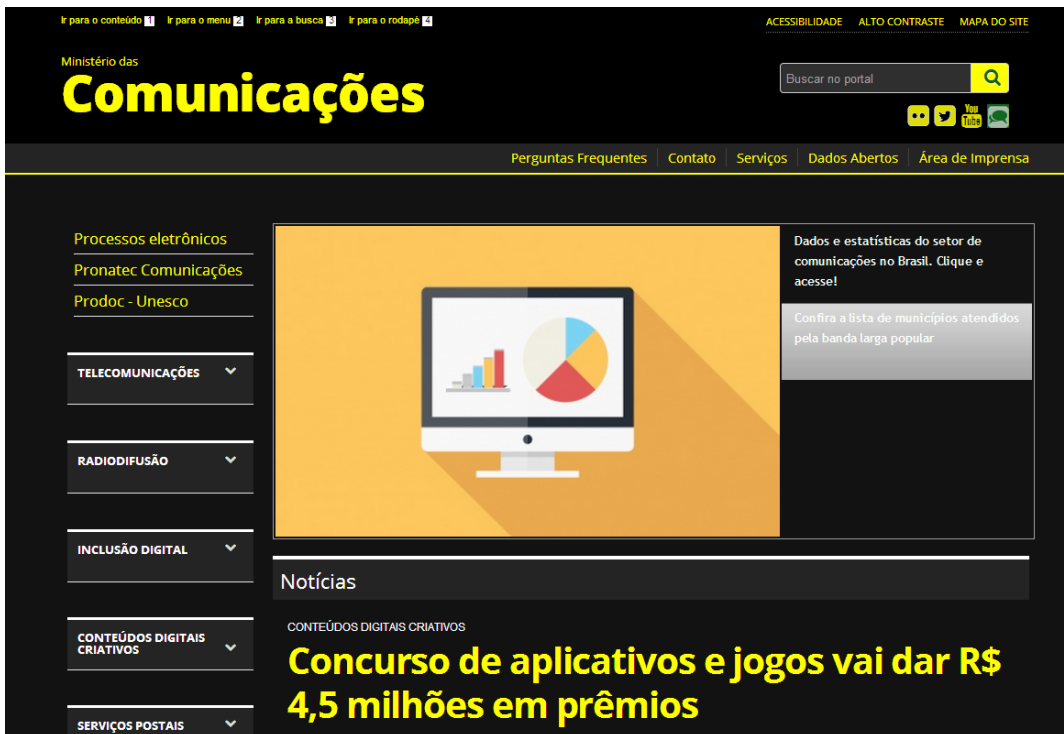 Ir para o conteúdo 1 Ir para o menu 2 Ir para a busca 3 Ir para o rodapé 4
ACESSIBILIDADE ALTO CONTRASTE MAPA DO SITE
Ministério das
Comunicações
Buscar no portal
You
Tube
Perguntas Frequentes Contato Serviços Dados Abertos Área de Imprensa
Processos eletrônicos
Pronatec Comunicações
Prodoc - Unesco
TELECOMUNICAÇÕES
RADIODIFUSÃO
INCLUSÃO DIGITAL
CONTEÚDOS DIGITAIS
CRIATIVOS
SERVIÇOS POSTAIS
Dados e estatísticas do setor de
comunicações no Brasil. Clique e
acesse!
Confira a lista de municípios atendidos
pela banda larga popular
Notícias
CONTEÚDOS DIGITAIS CRIATIVOS
Concurso de aplicativos e jogos vai dar R$
4,5 milhões em prêmios